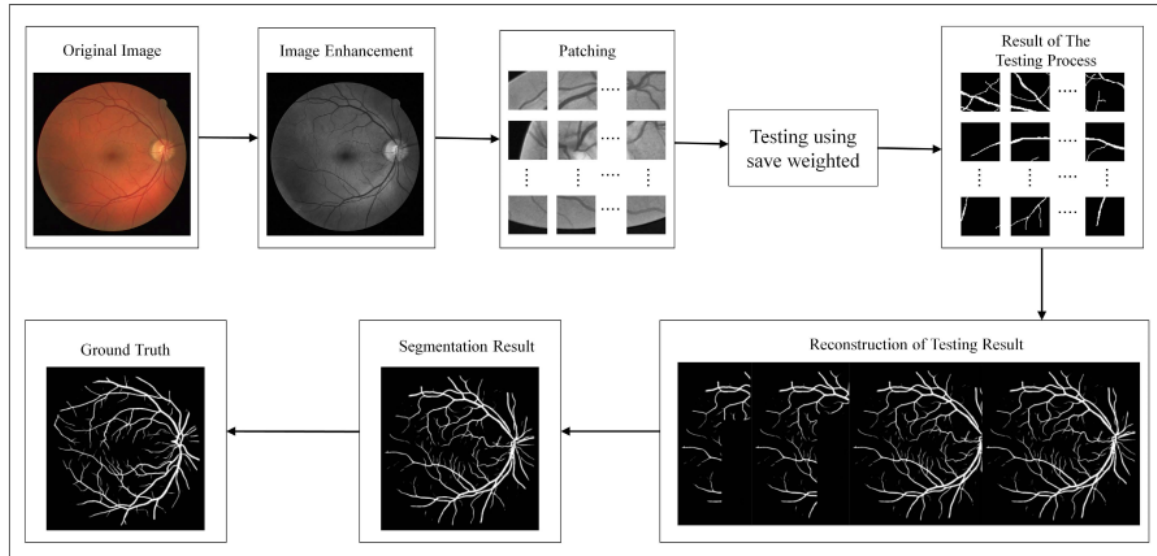 Original Image
Image Enhancement
Patching
Testing using
save weighted
Result of The
Testing Process
Reconstruction of Testing Result
Segmentation Result
Ground Truth